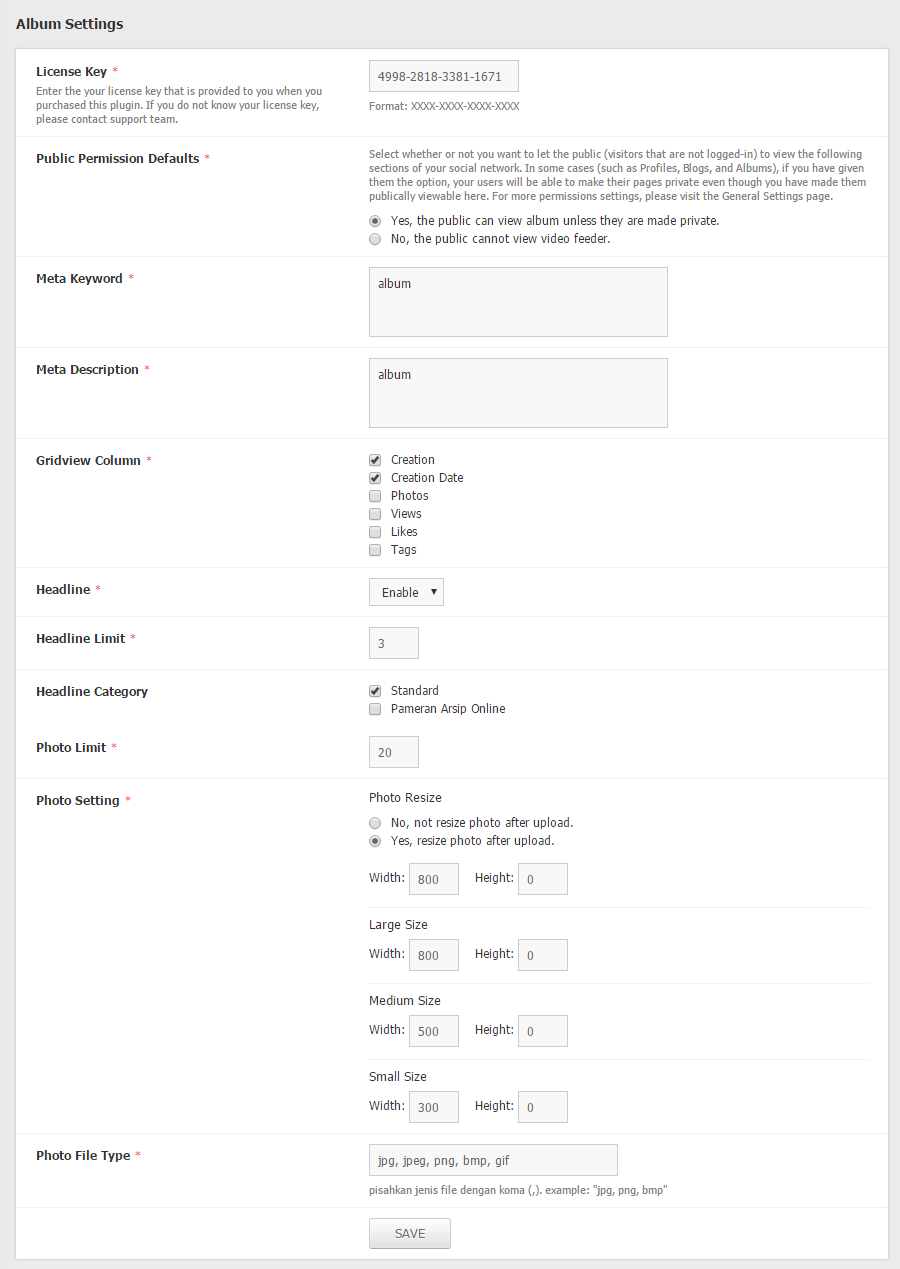 Album Settings
License Key *
Enter the your license key that is provided to you when you
purchased this plugin. If you do not know your license key,
please contact support team.
4998-2818-3381-1671
Format: XXXX-XXXX-XXXX-XXXX
Public Permission Defaults *
Select whether or not you want to let the public (visitors that are not logged-in) to view the following
sections of your social network. In some cases (such as Profiles, Blogs, and Albums), if you have given
them the option, your users will be able to make their pages private even though you have made them
publically viewable here. For more permissions settings, please visit the General Settings page.
Yes, the public can view album unless they are made private.
No, the public cannot view video feeder.
Meta Keyword *
album
Meta Description *
album
Gridview Column *
Creation
Creation Date
Photos
Views
Likes
Tags
Headline *
Enable
Headline Limit *
3
Headline Category
Standard
Pameran Arsip Online
Photo Limit *
20
Photo Setting *
Photo Resize
No, not resize photo after upload.
Yes, resize photo after upload.
Width: 800 Height: 0
Large Size
Width: 800 Height: 0
Medium Size
Width: 500 Height: 0
Small Size
Width: 300 Height: 0
Photo File Type *
jpg, jpeg, png, bmp, gif
pisahkan jenis file dengan koma (,). example: "jpg, png, bmp"
SAVE